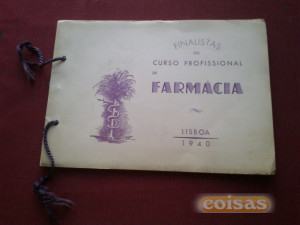 FINALISTAS
DO
CURSO PROFISSIONAL
DE
FARMÁCIA
LISBOA
1940
coisas